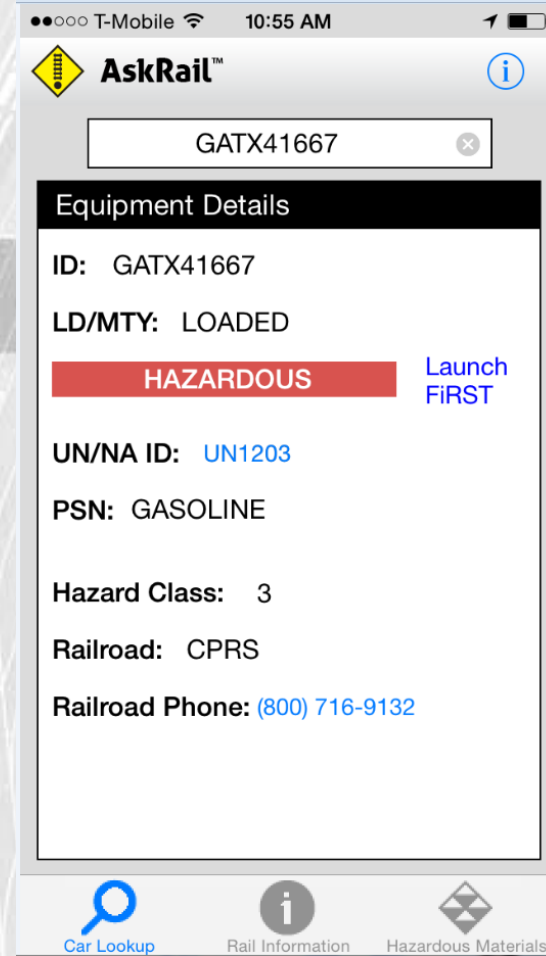 T-Mobile 10:55 AM
AskRail™
GATX41667
Equipment Details
ID: GATX41667
LD/MTY: LOADED
HAZARDOUS
Launch
FiRST
UN/NA ID: UN1203
PSN: GASOLINE
Hazard Class: 3
Railroad: CPRS
Railroad Phone: (800) 716-9132
Car Lookup Rail Information Hazardous Materials